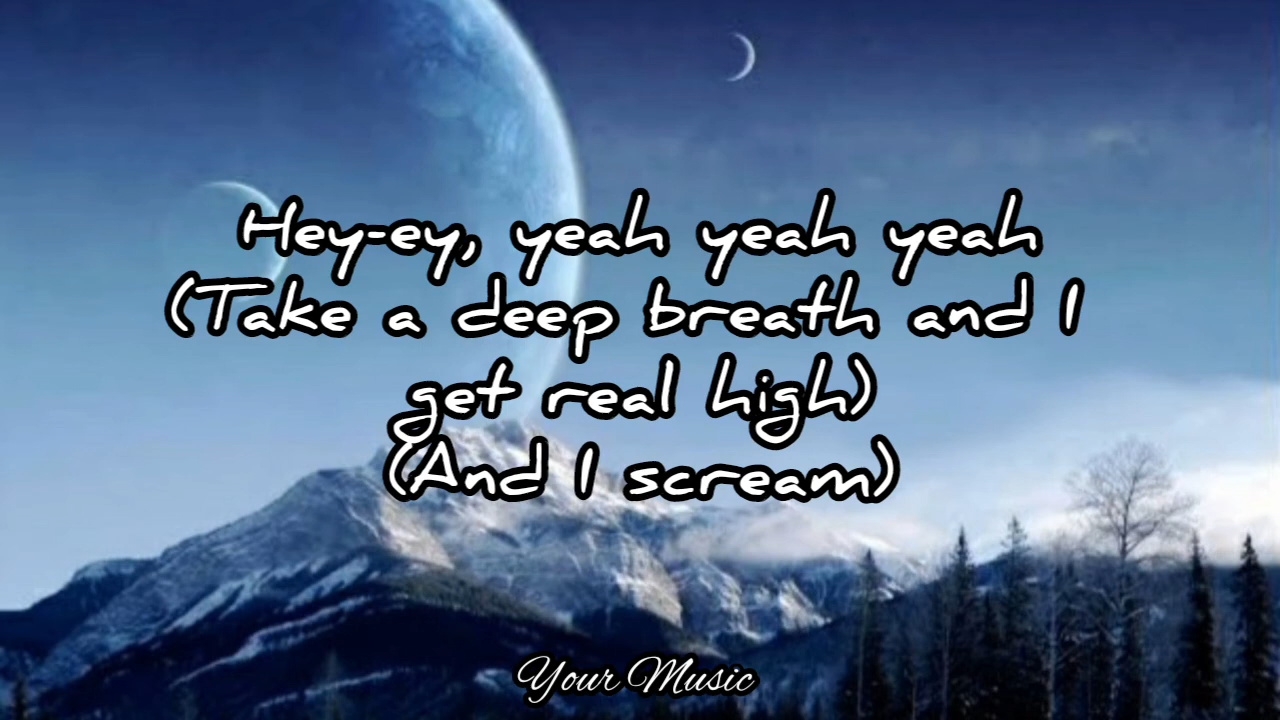 Hey-ey, yeah yeah yeah
(Take a deep breath and I
get real high)
(And I scream)
Your Music